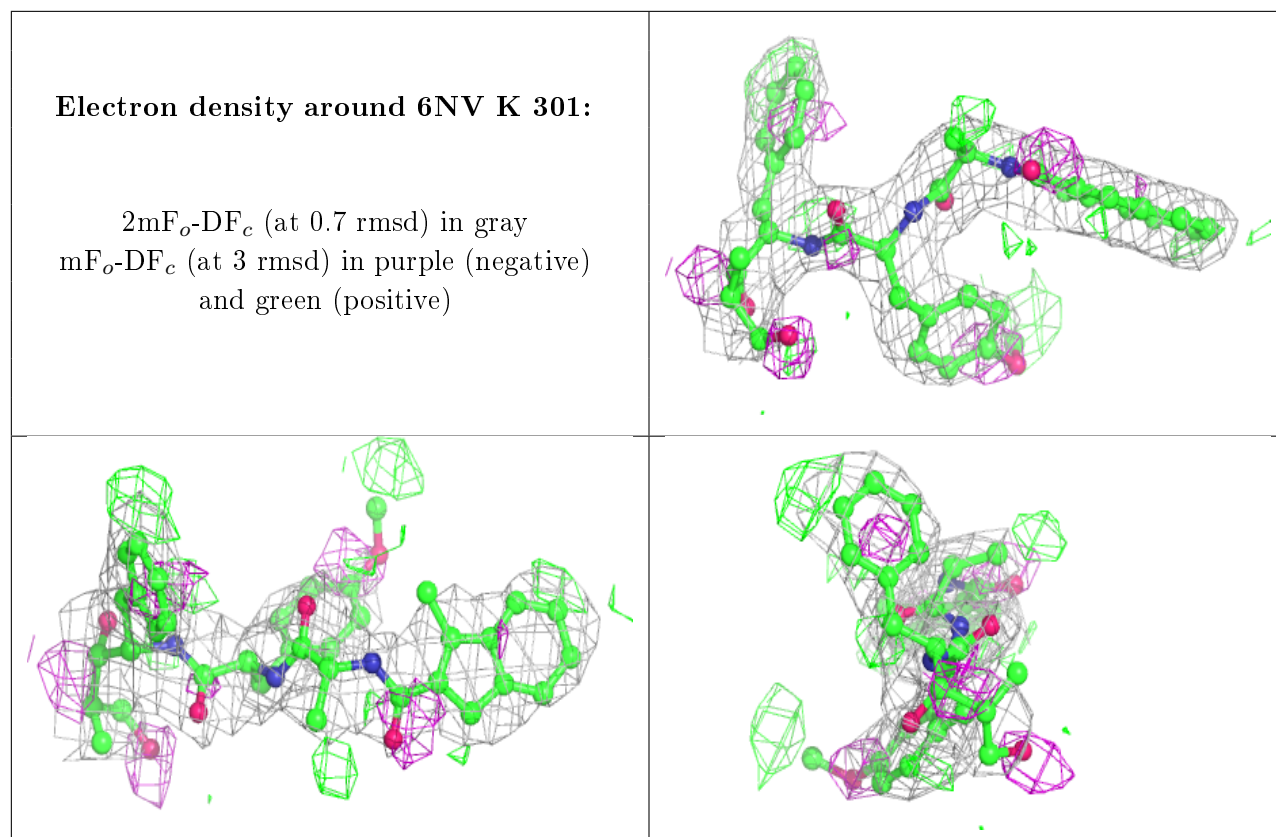 Electron density around 6NV K 301:
2mFo-DFc (at 0.7 rmsd) in gray
mFo-DFc (at 3 rmsd) in purple (negative)
and green (positive)